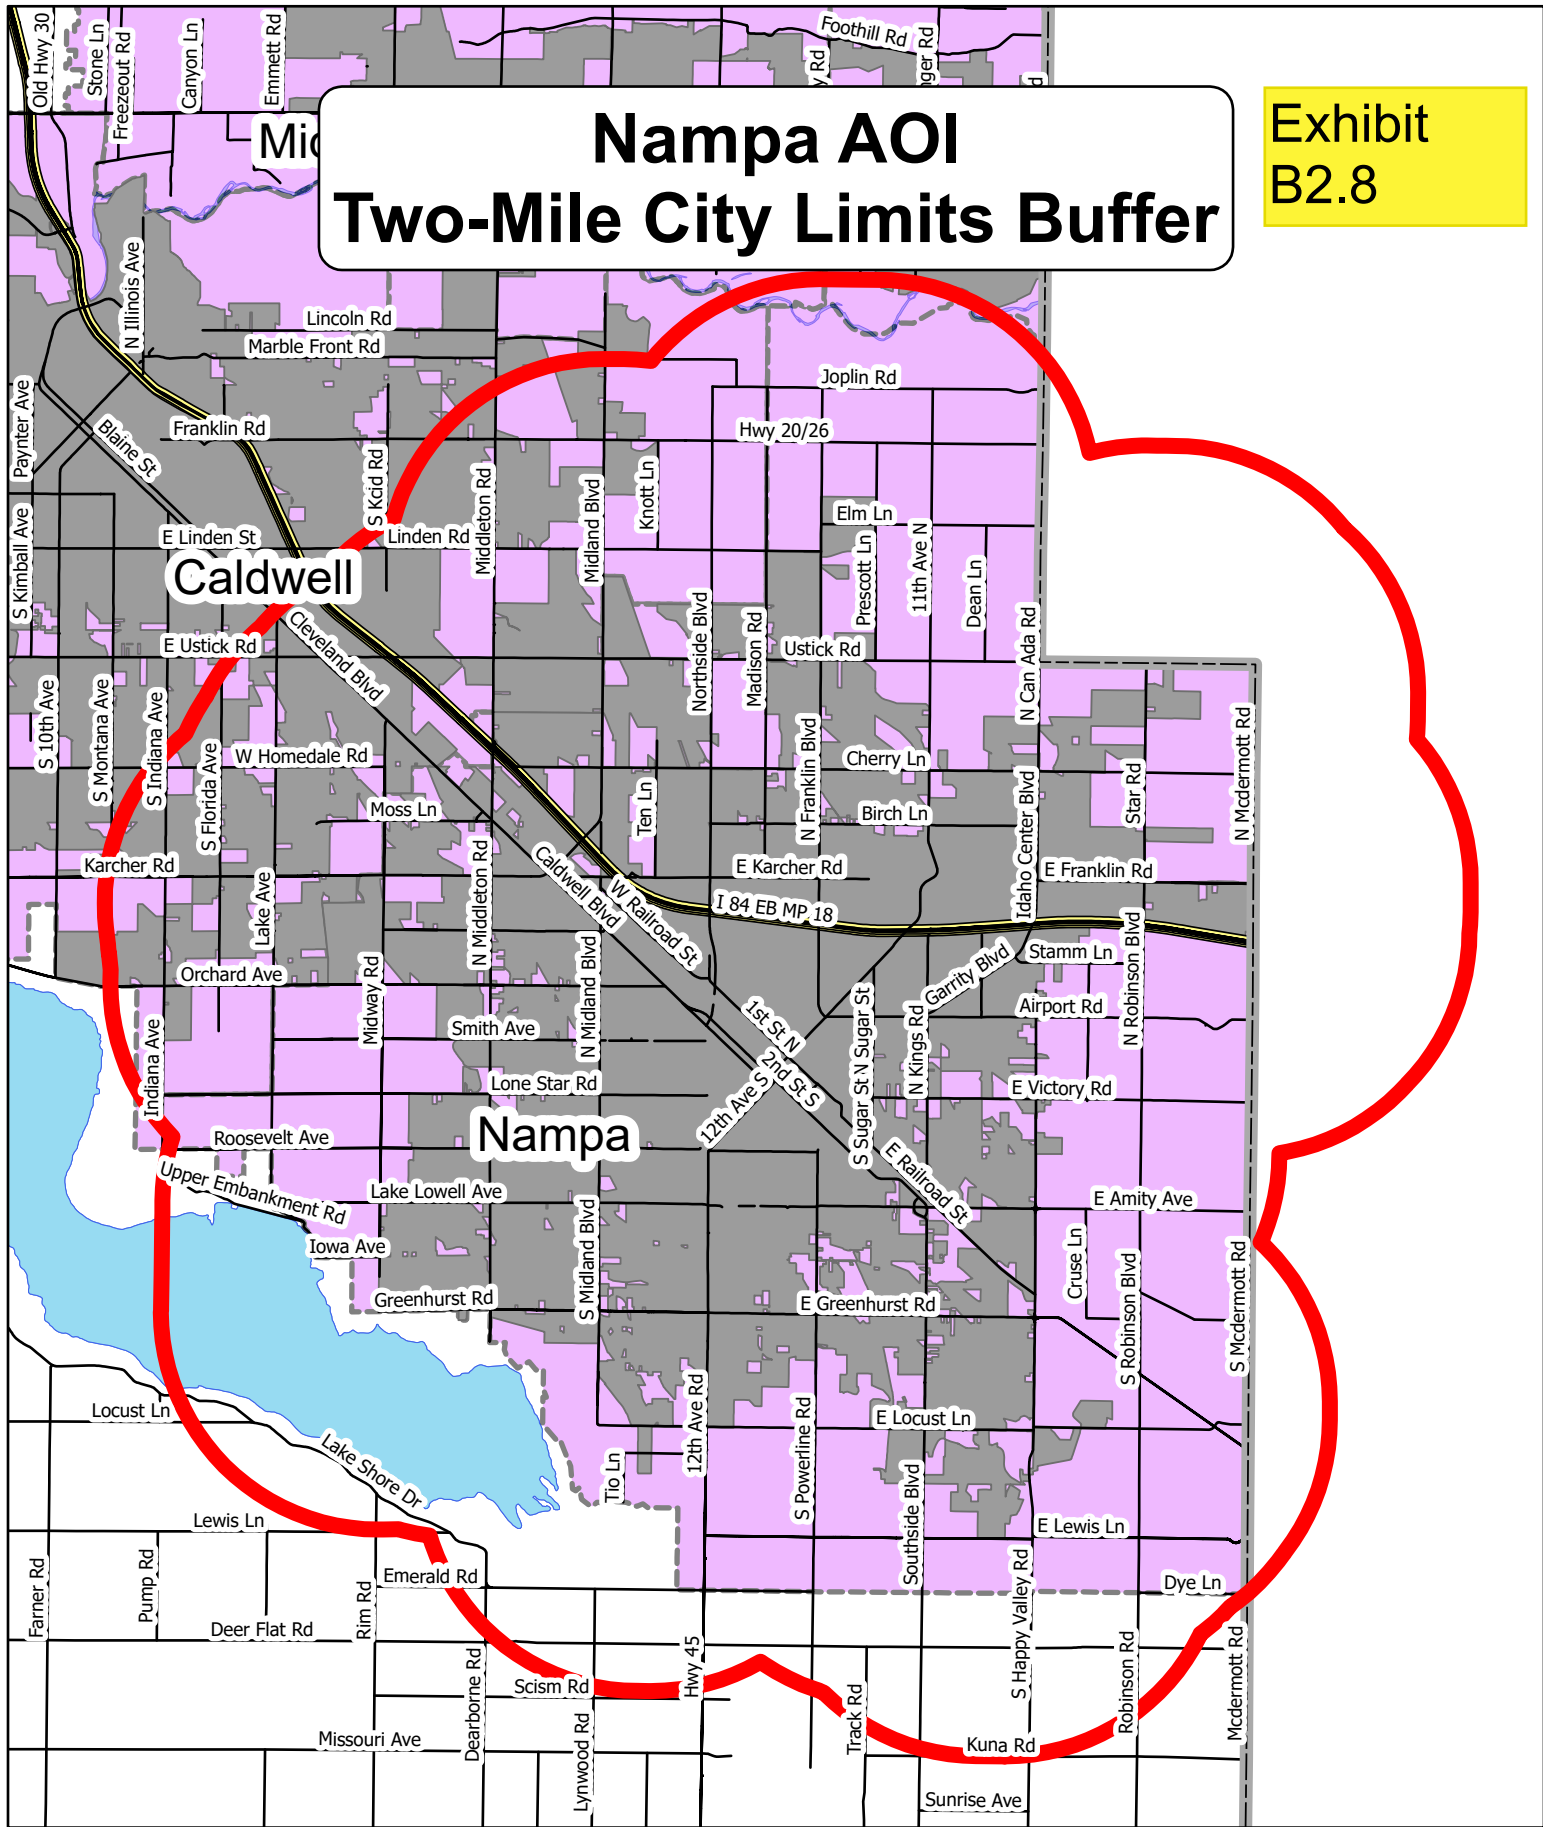 Old Hwy 30
Stone Ln
Freezeout Rd
Canyon Ln
Emmett Rd
Foothill Rd
y Rd
nger Rd
d
Mid
Nampa AOI
Two-Mile City Limits Buffer
Exhibit
B2.8
N Illinois Ave
Lincoln Rd
Marble Front Rd
Joplin Rd
Paynter Ave
Blaine St
Franklin Rd
S Kcid Rd
Middleton Rd
Midland Blvd
Knott Ln
Hwy 20/26
Elm Ln
S Kimball Ave
E Linden St
Linden Rd
Caldwell
Prescott Ln
11th Ave N
Dean Ln
N Can Ada Rd
E Ustick Rd
Cleveland Blvd
Northside Blvd
Madison Rd
Ustick Rd
S 10th Ave
S Montana Ave
S Indiana Ave
S Florida Ave
W Homedale Rd
Cherry Ln
N Franklin Blvd
Idaho Center Blvd
Star Rd
N Mcdermott Rd
Moss Ln
Ten Ln
Birch Ln
Karcher Rd
Lake Ave
N Middleton Rd
Caldwell Blvd
W Railroad St
E Karcher Rd
E Franklin Rd
I 84 EB MP 18
Orchard Ave
Midway Rd
N Midland Blvd
Garrity Blvd
Stamm Ln
N Robinson Blvd
Airport Rd
Indiana Ave
Smith Ave
1st St N
2nd St S
N Sugar St
N Kings Rd
Lone Star Rd
E Victory Rd
12th Ave S
S Sugar St
Nampa
Roosevelt Ave
Upper Embankment Rd
Lake Lowell Ave
E Railroad St
E Amity Ave
Iowa Ave
S Midland Blvd
Cruse Ln
Greenhurst Rd
E Greenhurst Rd
S Robinson Blvd
S Mcdermott Rd
Locust Ln
Lake Shore Dr
12th Ave Rd
E Locust Ln
Tio Ln
S Powerline Rd
Southside Blvd
Lewis Ln
E Lewis Ln
Farner Rd
Pump Rd
Rim Rd
Emerald Rd
Dye Ln
S Happy Valley Rd
Deer Flat Rd
Dearborne Rd
Scism Rd
Hwy 45
Track Rd
Robinson Rd
Mcdermott Rd
Missouri Ave
Lynwood Rd
Kuna Rd
Sunrise Ave